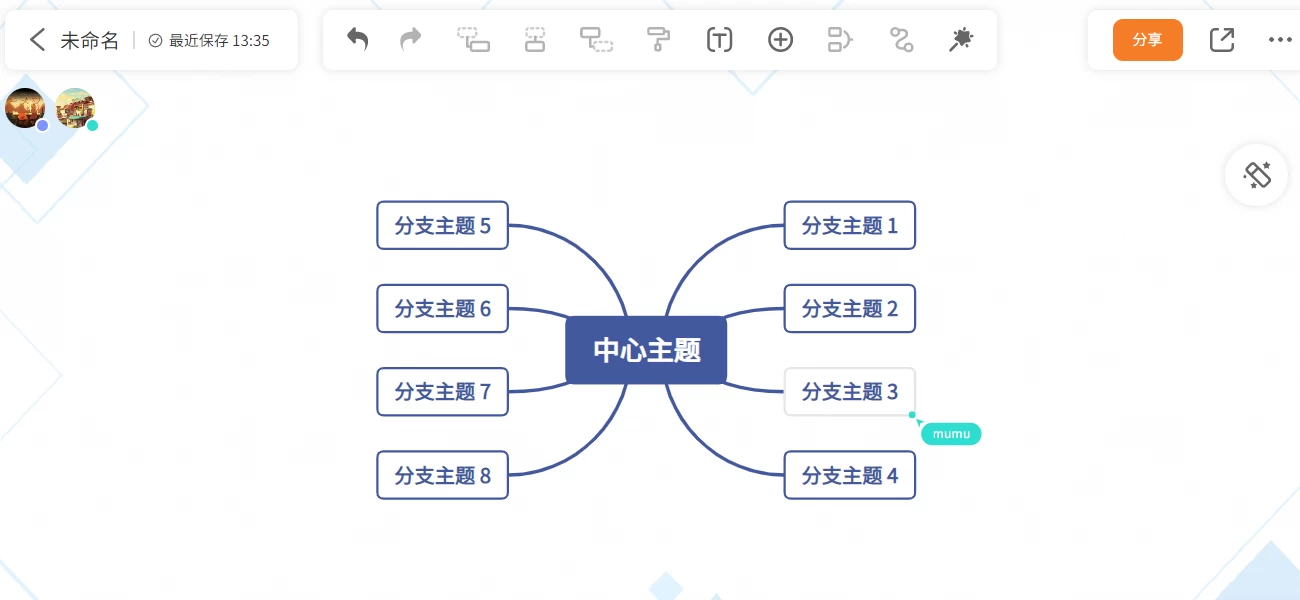 未命名
最近保存 13:35
分享
分支主题 5
分支主题 1
分支主题 6
分支主题 2
中心主题
分支主题 7
分支主题 3
mumu
分支主题 8
分支主题 4